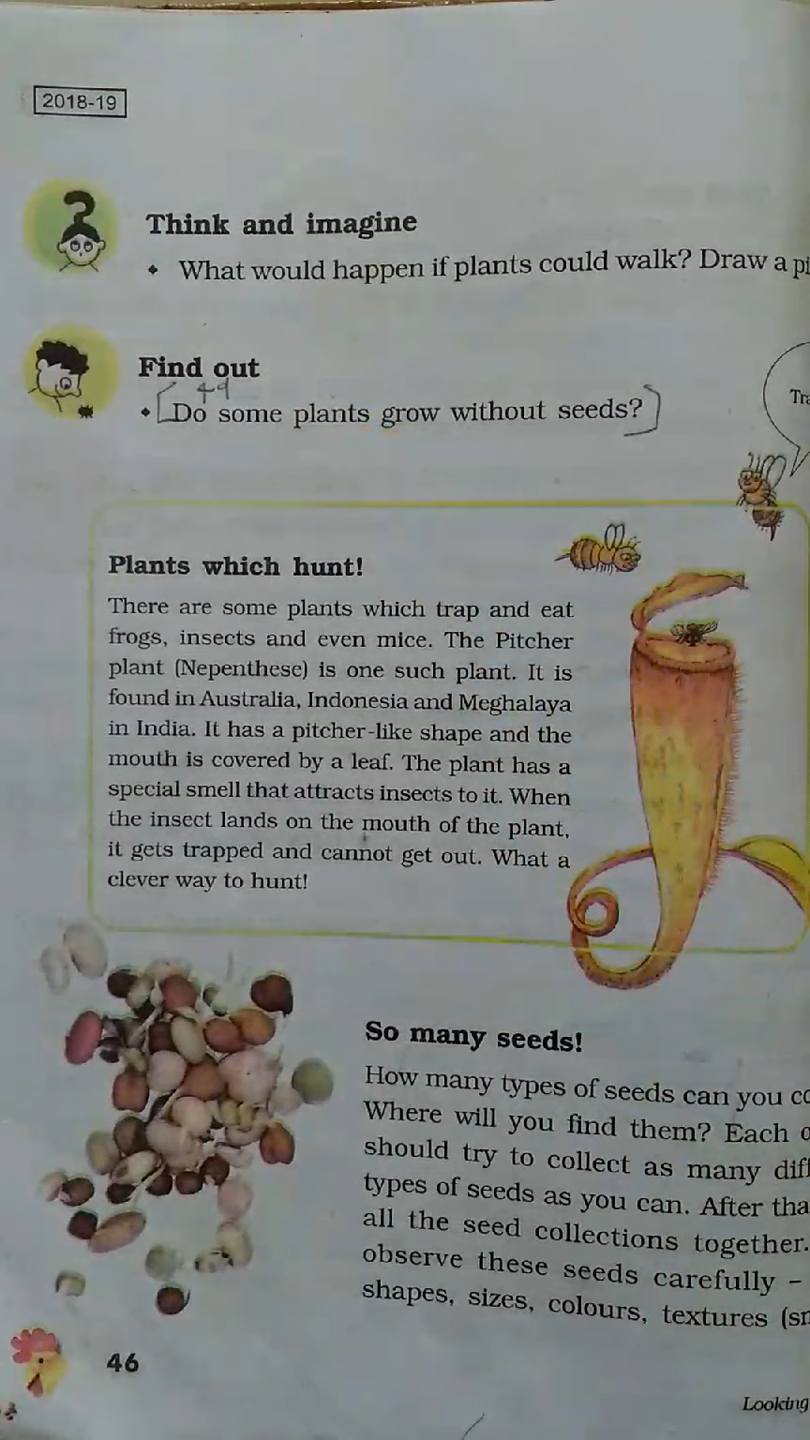 2018-19
Think and imagine
• What would happen if plants could walk? Draw a
Find out
49
• [Do some plants grow without seeds?]
Plants which hunt!
There are some plants which trap and eat
frogs, insects and even mice. The Pitcher
plant (Nepenthese) is one such plant. It is
found in Australia, Indonesia and Meghalaya
in India. It has a pitcher-like shape and the
mouth is covered by a leaf. The plant has a
special smell that attracts insects to it. When
the insect lands on the mouth of the plant,
it gets trapped and cannot get out. What a
clever way to hunt!
So many seeds!
How many types of seeds can you
Where will you find them? Each
should try to collect as many
types of seeds as you can. After
all the seed collections together.
observe these seeds carefully –
shapes, sizes, colours, textures
46
Looking